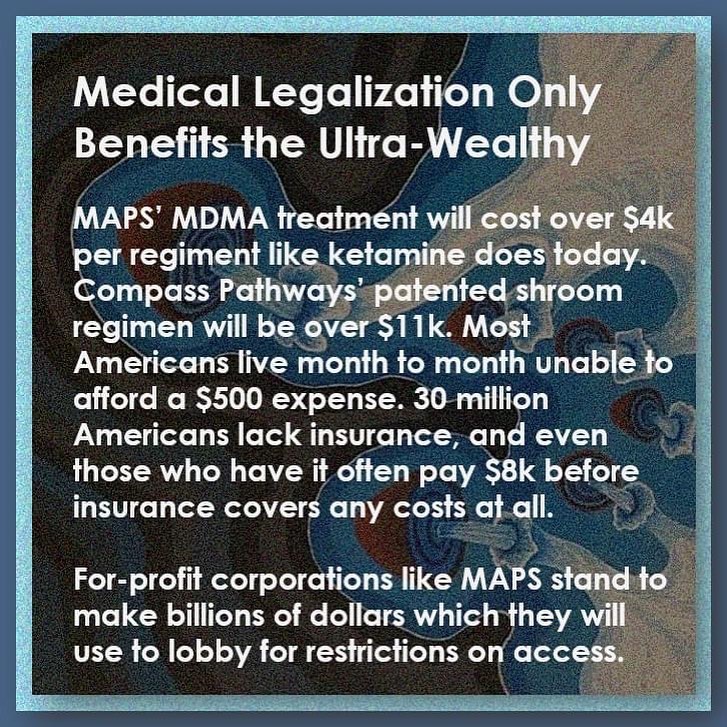 Medical Legalization Only
Benefits the Ultra-Wealthy
MAPS' MDMA treatment will cost over $4k
per regiment like ketamine does today.
Compass Pathways' patented shroom
regimen will be over $11k. Most
Americans live month to month unable to
afford a $500 expense. 30 million
Americans lack insurance, and even
those who have it often pay $8k before
insurance covers any costs at all.
For-profit corporations like MAPS stand to
make billions of dollars which they will
use to lobby for restrictions on access.